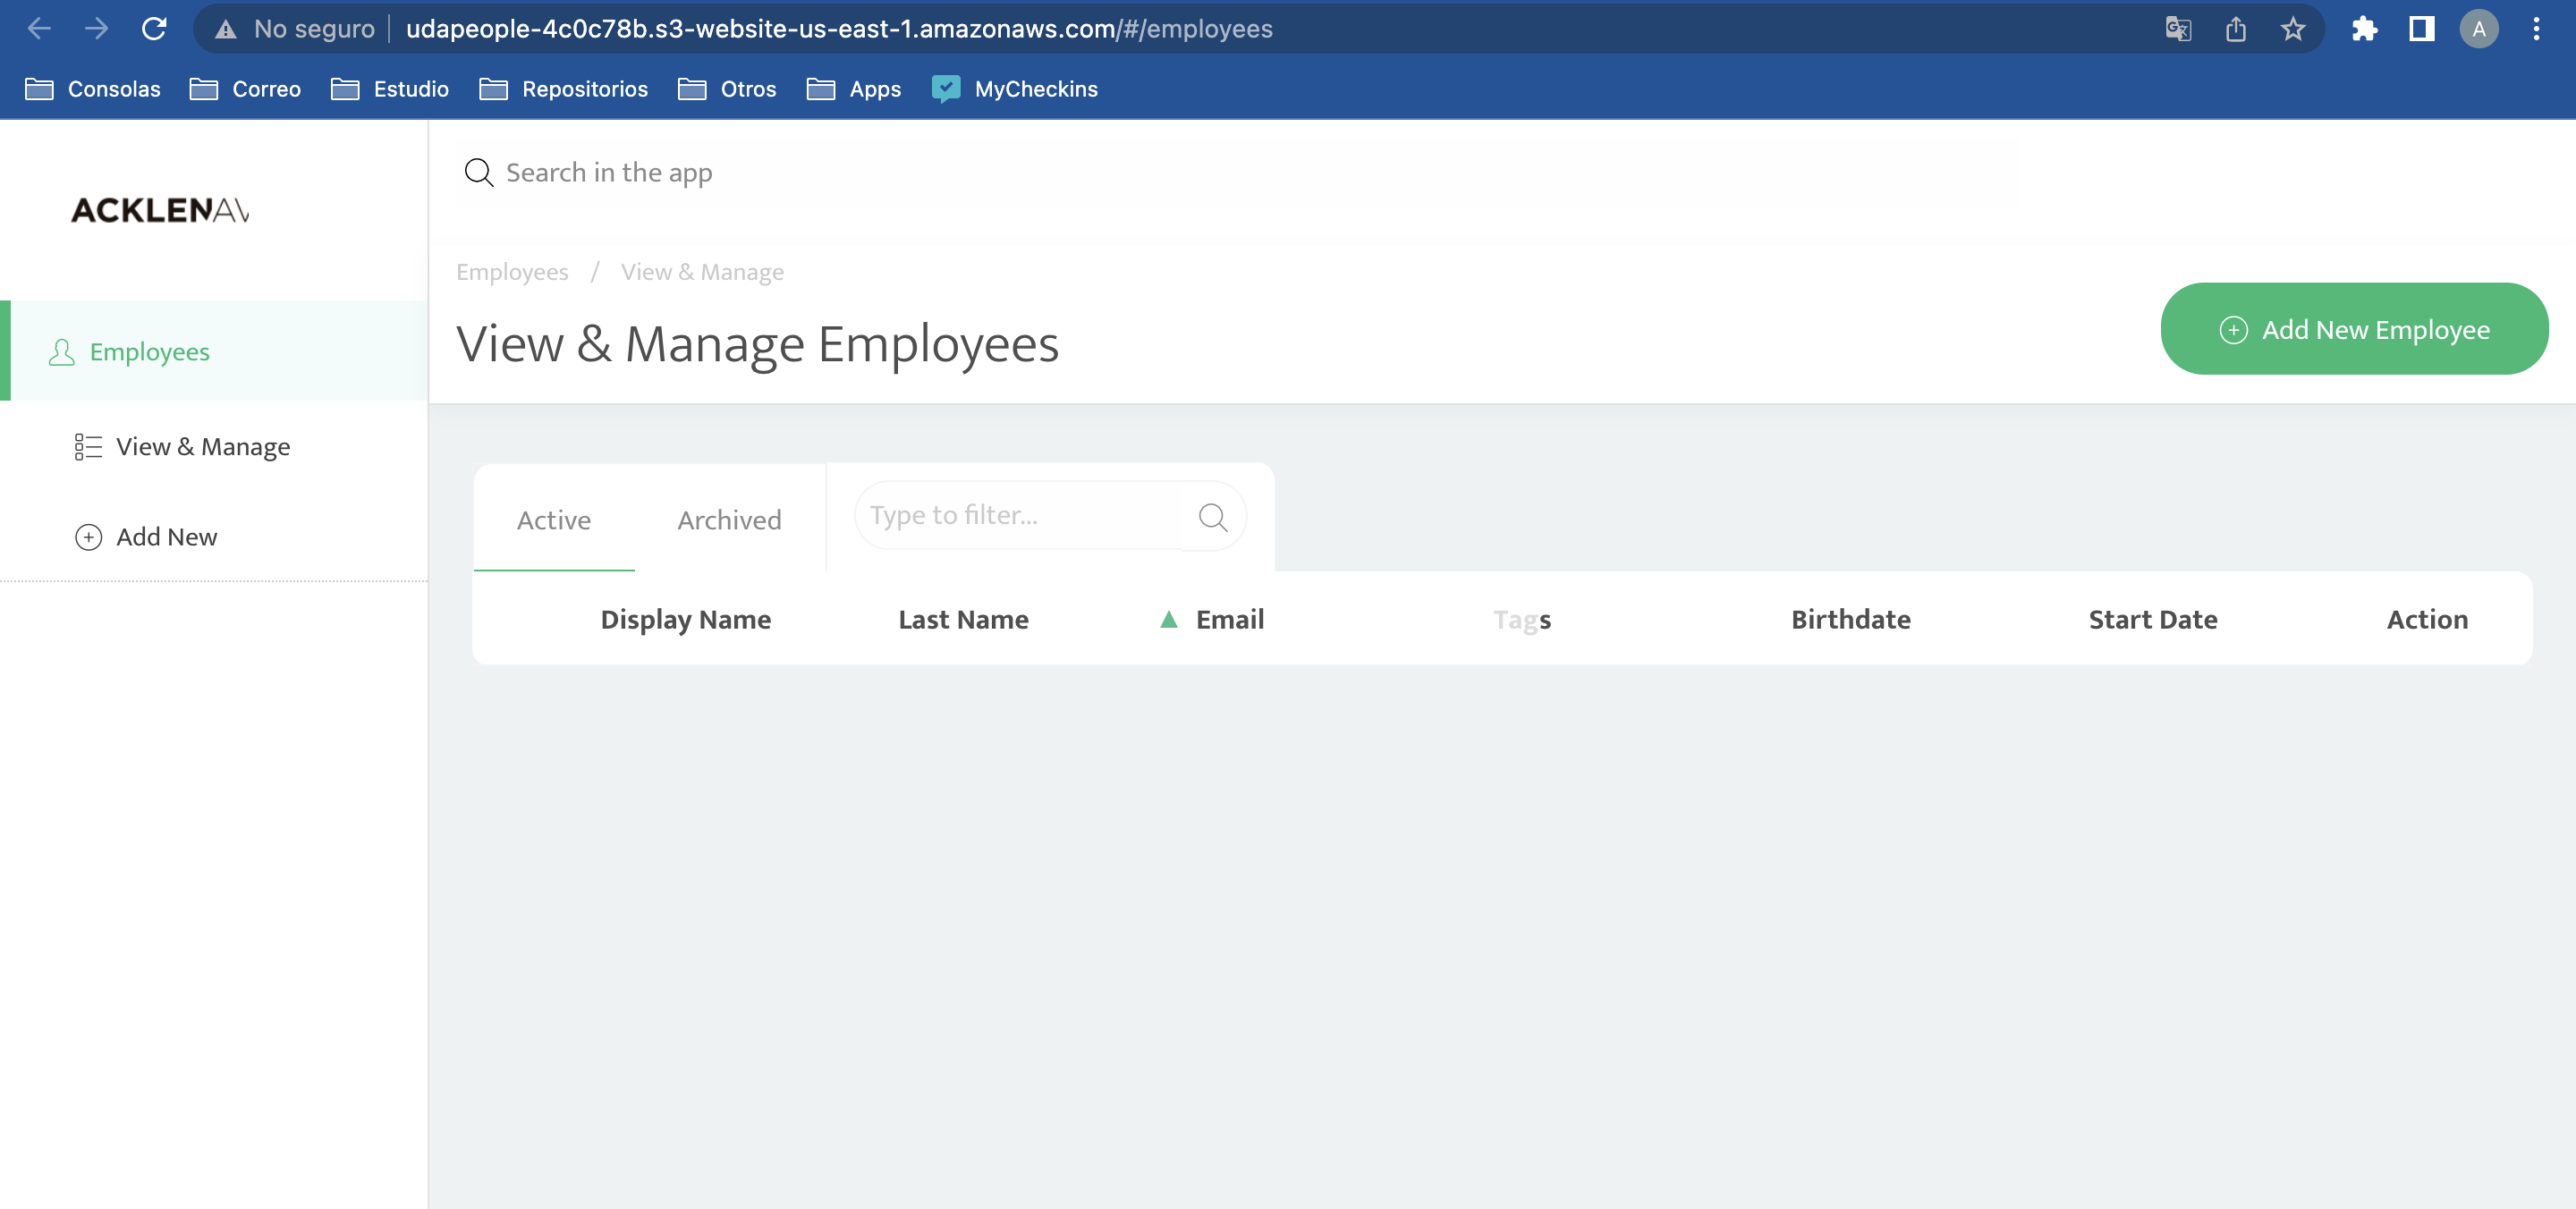 No seguro udapeople-4c0c78b.s3-website-us-east-1.amazonaws.com/#/employees A
Consolas Correo Estudio Repositorios Otros Apps MyCheckins
ACKLENAV
Search in the app
Employees / View & Manage
View & Manage Employees
Add New Employee
Employees
View & Manage
Add New
Active Archived Type to filter...
Display Name Last Name ▲ Email Tags Birthdate Start Date Action